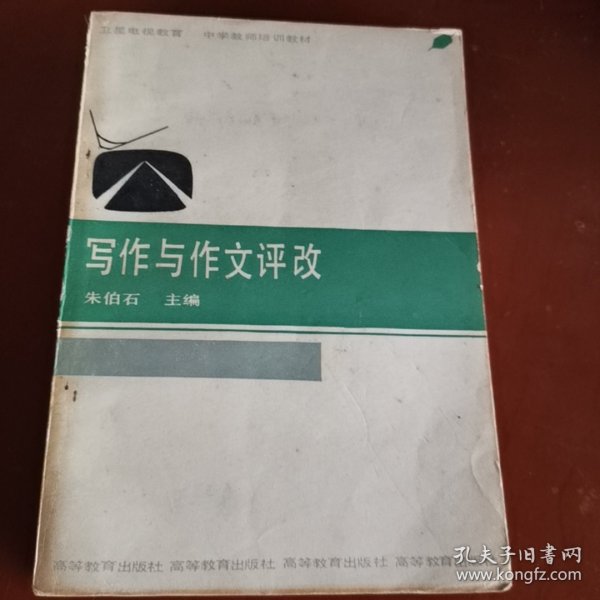 卫星电视教育 中学教师培训教材
写作与作文评改
朱伯石 主编
高等教育出版社 高等教育出版社 高等教育出版社 高等教育
孔夫子旧书网
www.kongfz.com